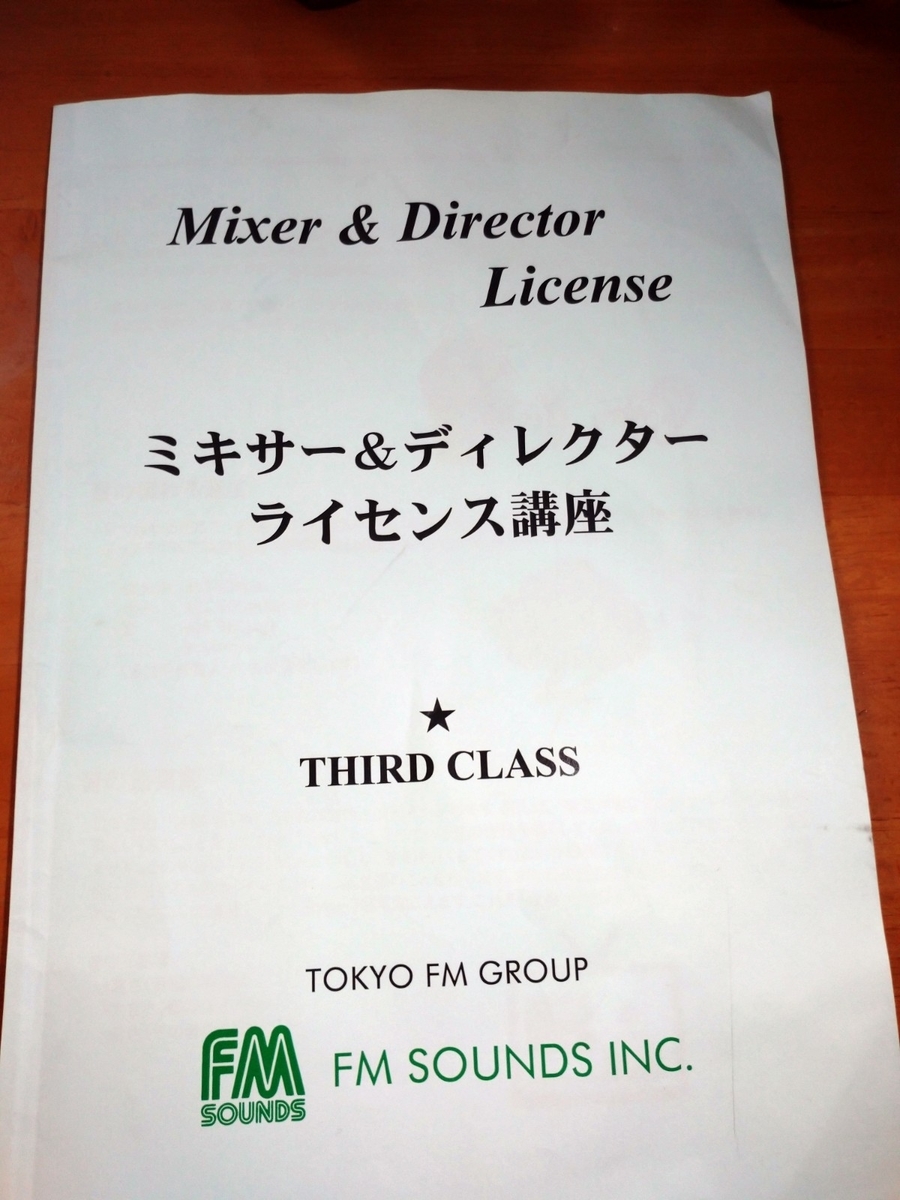 Mixer & Director
License
ミキサー&ディレクター
ライセンス講座
★
THIRD CLASS
TOKYO FM GROUP
FM
SOUNDS
FM SOUNDS INC.